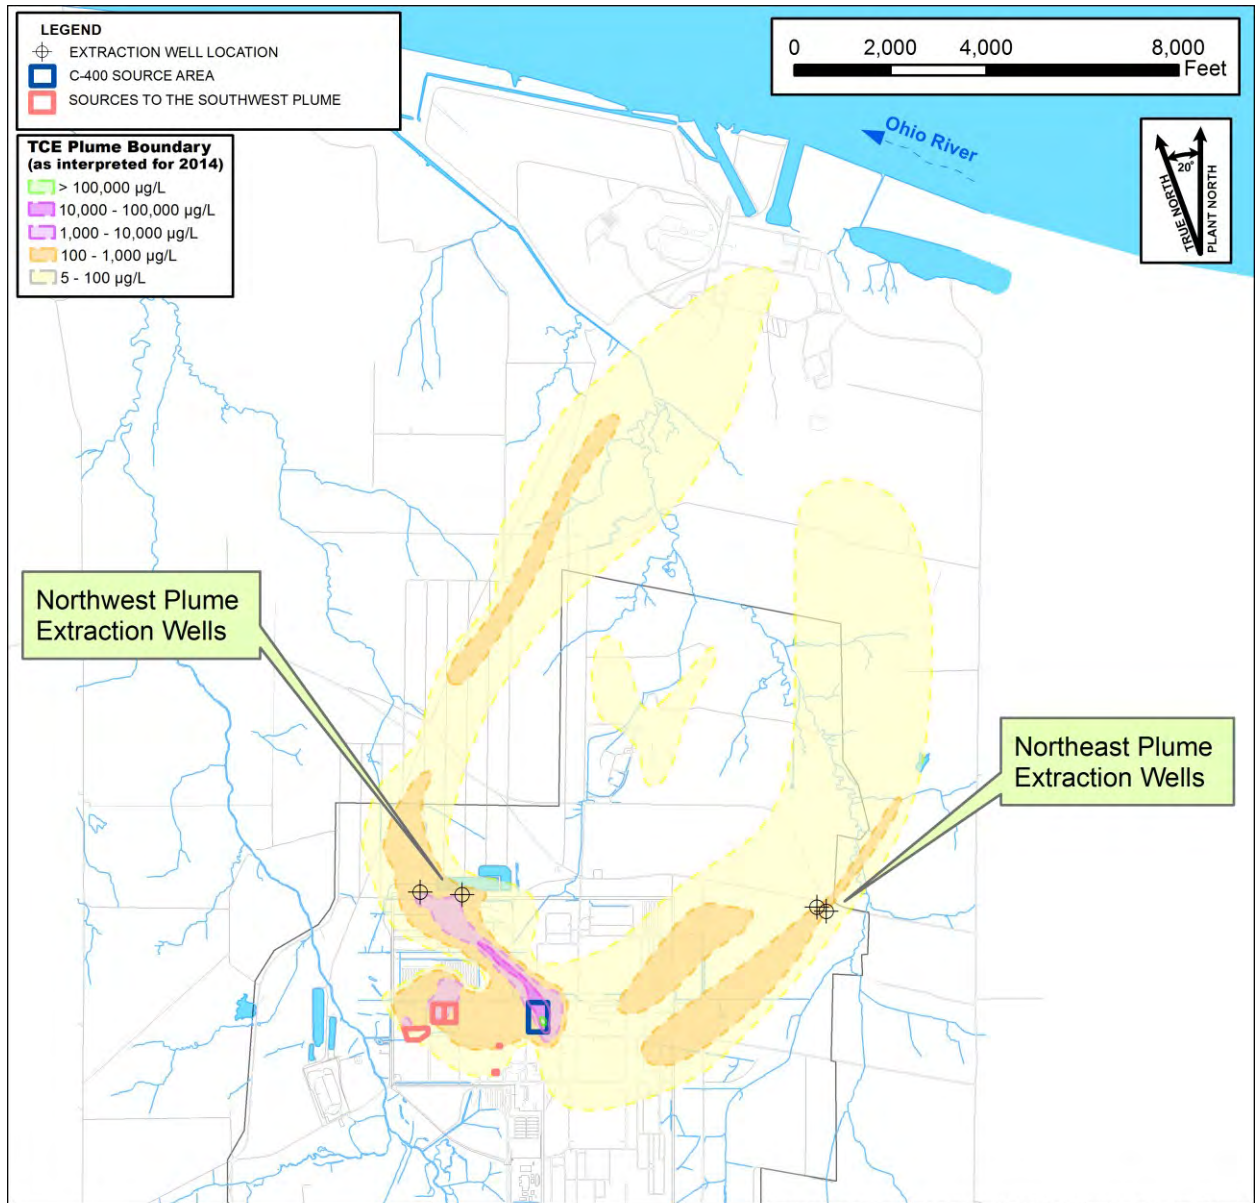 LEGEND
EXTRACTION WELL LOCATION
C-400 SOURCE AREA
SOURCES TO THE SOUTHWEST PLUME
TCE Plume Boundary
(as interpreted for 2014)
> 100,000 µg/L
10,000 - 100,000 µg/L
1,000 - 10,000 µg/L
100 - 1,000 µg/L
5 - 100 µg/L
0 2,000 4,000 8,000
Feet
Ohio River
20°
TRUE NORTH
PLANT NORTH
Northwest Plume
Extraction Wells
Northeast Plume
Extraction Wells